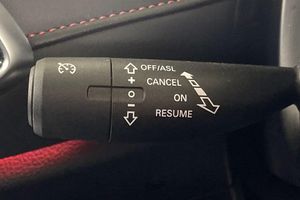 OFF/ASL
+ CANCEL
O ON
− RESUME